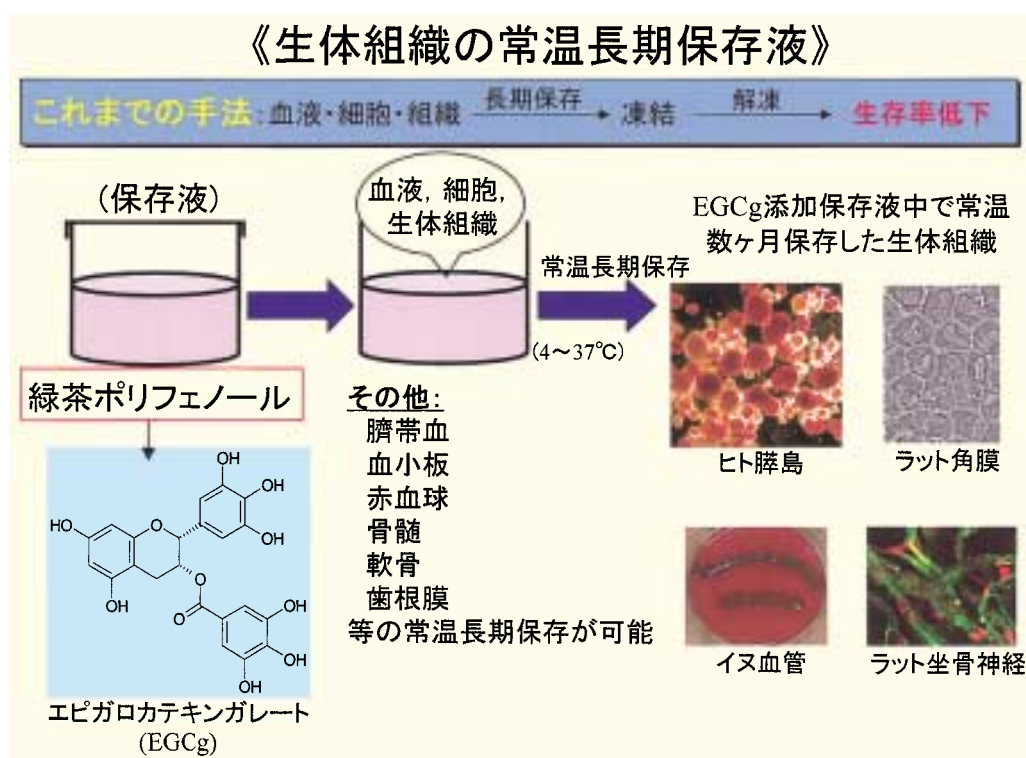 《生体組織の常温長期保存液》
これまでの手法:血液・細胞・組織 長期保存 凍結 解凍 生存率低下
(保存液)
血液,細胞,
生体組織
常温長期保存
(4~37℃)
EGCg添加保存液中で常温
数ヶ月保存した生体組織
緑茶ポリフェノール
OH
OH
HO
O
OH
O
OH
O
OH
OH
OH
エピガロカテキンガレート
(EGCg)
その他:
臍帯血
血小板
赤血球
骨髄
軟骨
歯根膜
等の常温長期保存が可能
ヒト膵島
ラット角膜
イヌ血管
ラット坐骨神経